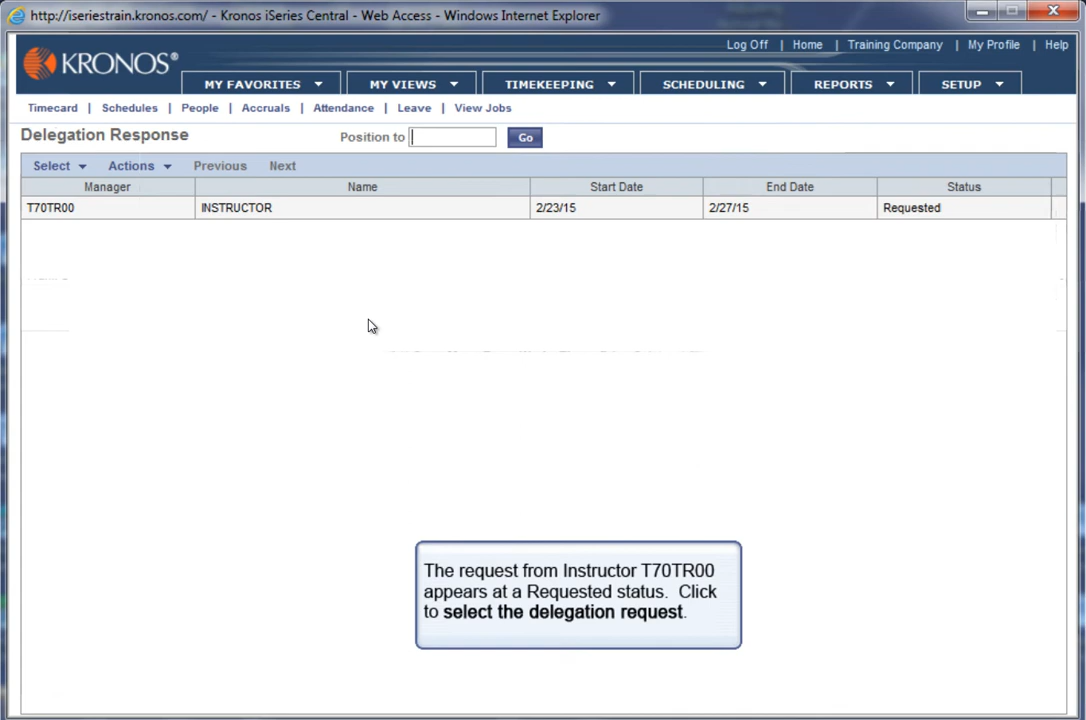 http://iseriestrain.kronos.com/ - Kronos iSeries Central - Web Access - Windows Internet Explorer
Log Off | Home | Training Company | My Profile | Help
KRONOS®
MY FAVORITES MY VIEWS TIMEKEEPING SCHEDULING REPORTS SETUP
Timecard | Schedules | People | Accruals | Attendance | Leave | View Jobs
Delegation Response Position to Go
Select Actions Previous Next
Manager Name Start Date End Date Status
T70TR00 INSTRUCTOR 2/23/15 2/27/15 Requested
The request from Instructor T70TR00
appears at a Requested status. Click
to select the delegation request.